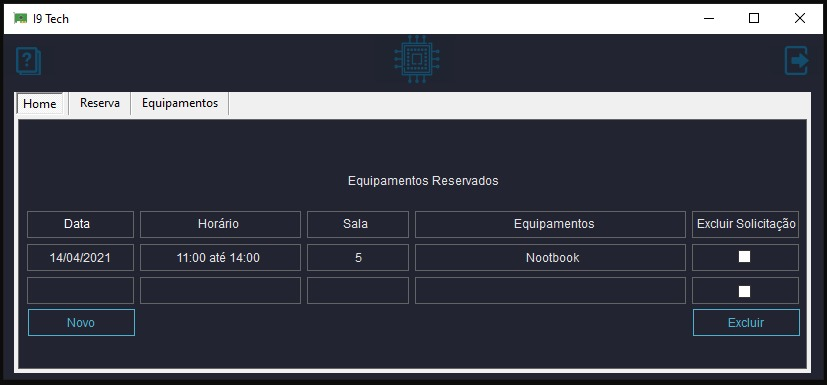 I9 Tech
Home Reserva Equipamentos
Equipamentos Reservados
Data Horário Sala Equipamentos Excluir Solicitação
14/04/2021 11:00 até 14:00 5 Nootbook
Novo Excluir